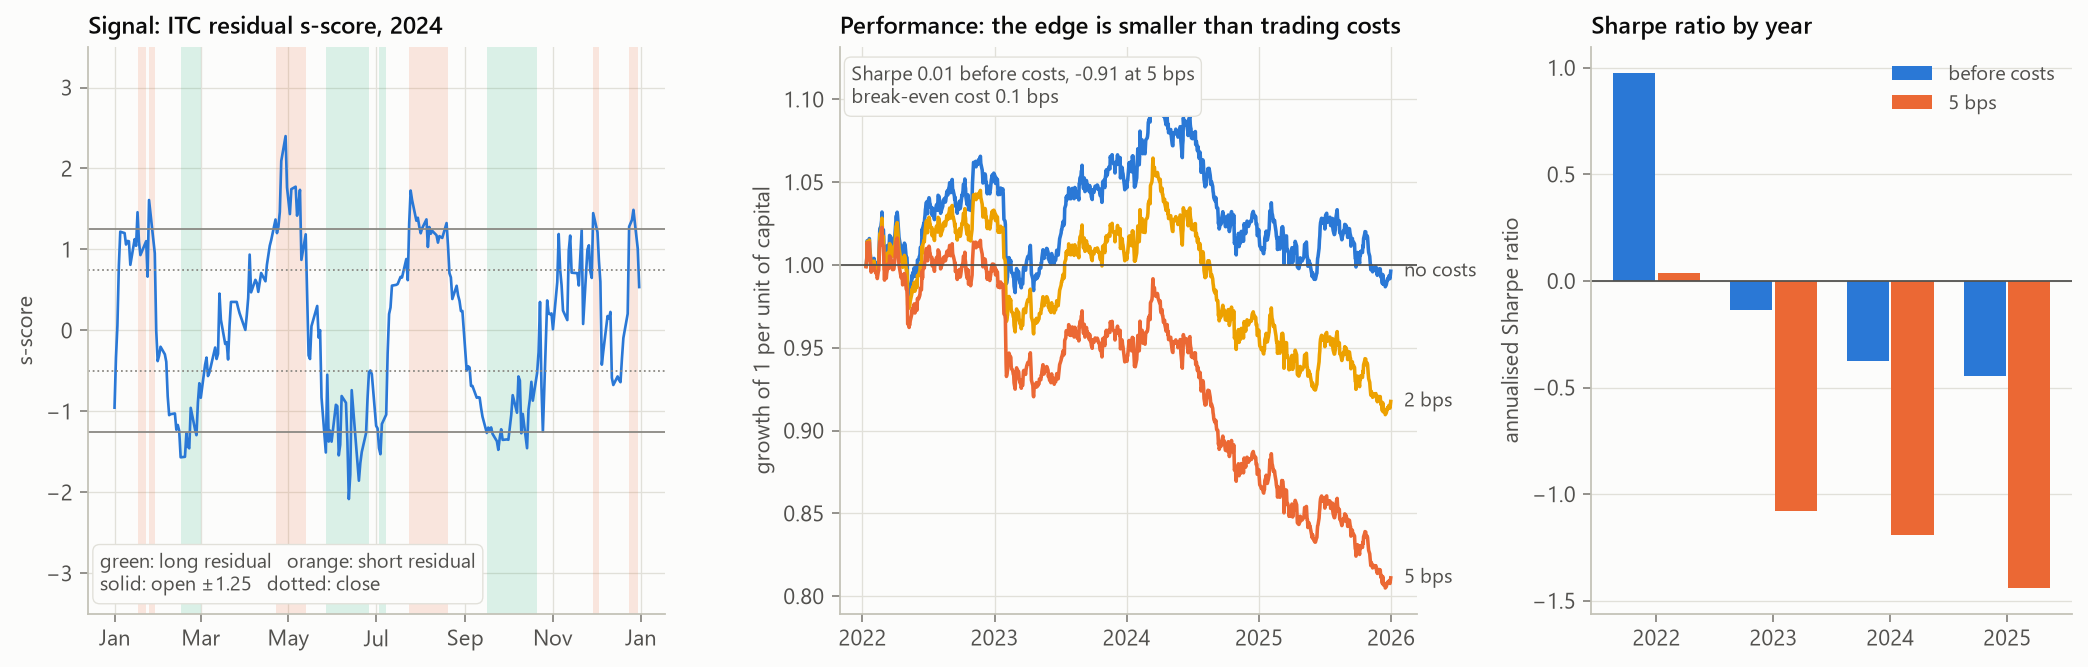 Signal: ITC residual s-score, 2024
s-score
3
2
1
0
−1
−2
−3
green: long residual orange: short residual
solid: open ±1.25 dotted: close
Jan
Mar
May
Jul
Sep
Nov
Jan
Performance: the edge is smaller than trading costs
growth of 1 per unit of capital
Sharpe 0.01 before costs, -0.91 at 5 bps
break-even cost 0.1 bps
1.10
1.05
1.00
0.95
0.90
0.85
0.80
no costs
2 bps
5 bps
2022
2023
2024
2025
2026
Sharpe ratio by year
annualised Sharpe ratio
before costs
5 bps
1.0
0.5
0.0
−0.5
−1.0
−1.5
2022
2023
2024
2025